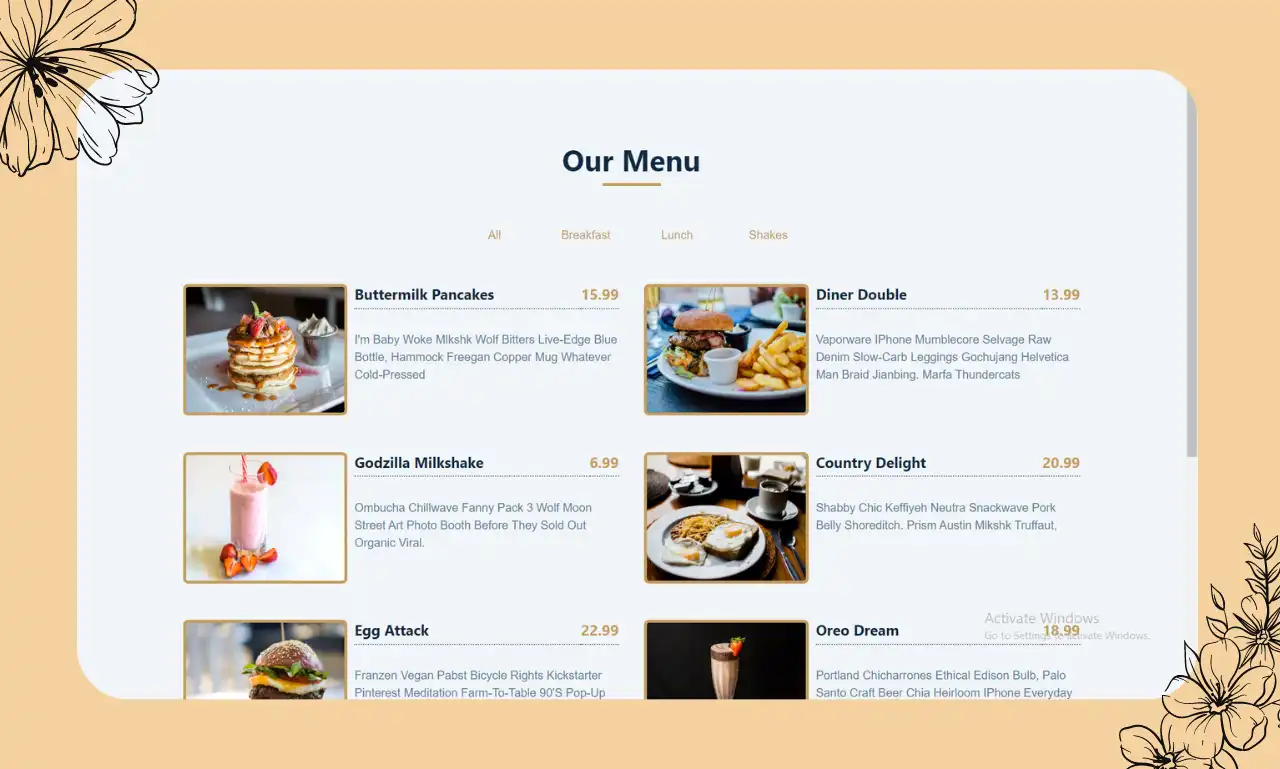 Our Menu
All Breakfast Lunch Shakes
Buttermilk Pancakes 15.99
I'm Baby Woke Mlkshk Wolf Bitters Live-Edge Blue
Bottle, Hammock Freegan Copper Mug Whatever
Cold-Pressed
Diner Double 13.99
Vaporware IPhone Mumblecore Selvage Raw
Denim Slow-Carb Leggings Gochujang Helvetica
Man Braid Jianbing. Marfa Thundercats
Godzilla Milkshake 6.99
Ombucha Chillwave Fanny Pack 3 Wolf Moon
Street Art Photo Booth Before They Sold Out
Organic Viral.
Country Delight 20.99
Shabby Chic Keffiyeh Neutra Snackwave Pork
Belly Shoreditch. Prism Austin Mlkshk Truffaut,
Egg Attack 22.99
Franzen Vegan Pabst Bicycle Rights Kickstarter
Pinterest Meditation Farm-To-Table 90'S Pop-Up
Oreo Dream 18.99
Portland Chicharrones Ethical Edison Bulb, Palo
Santo Craft Beer Chia Heirloom IPhone Everyday
Activate Windows
Go to Settings to activate Windows.